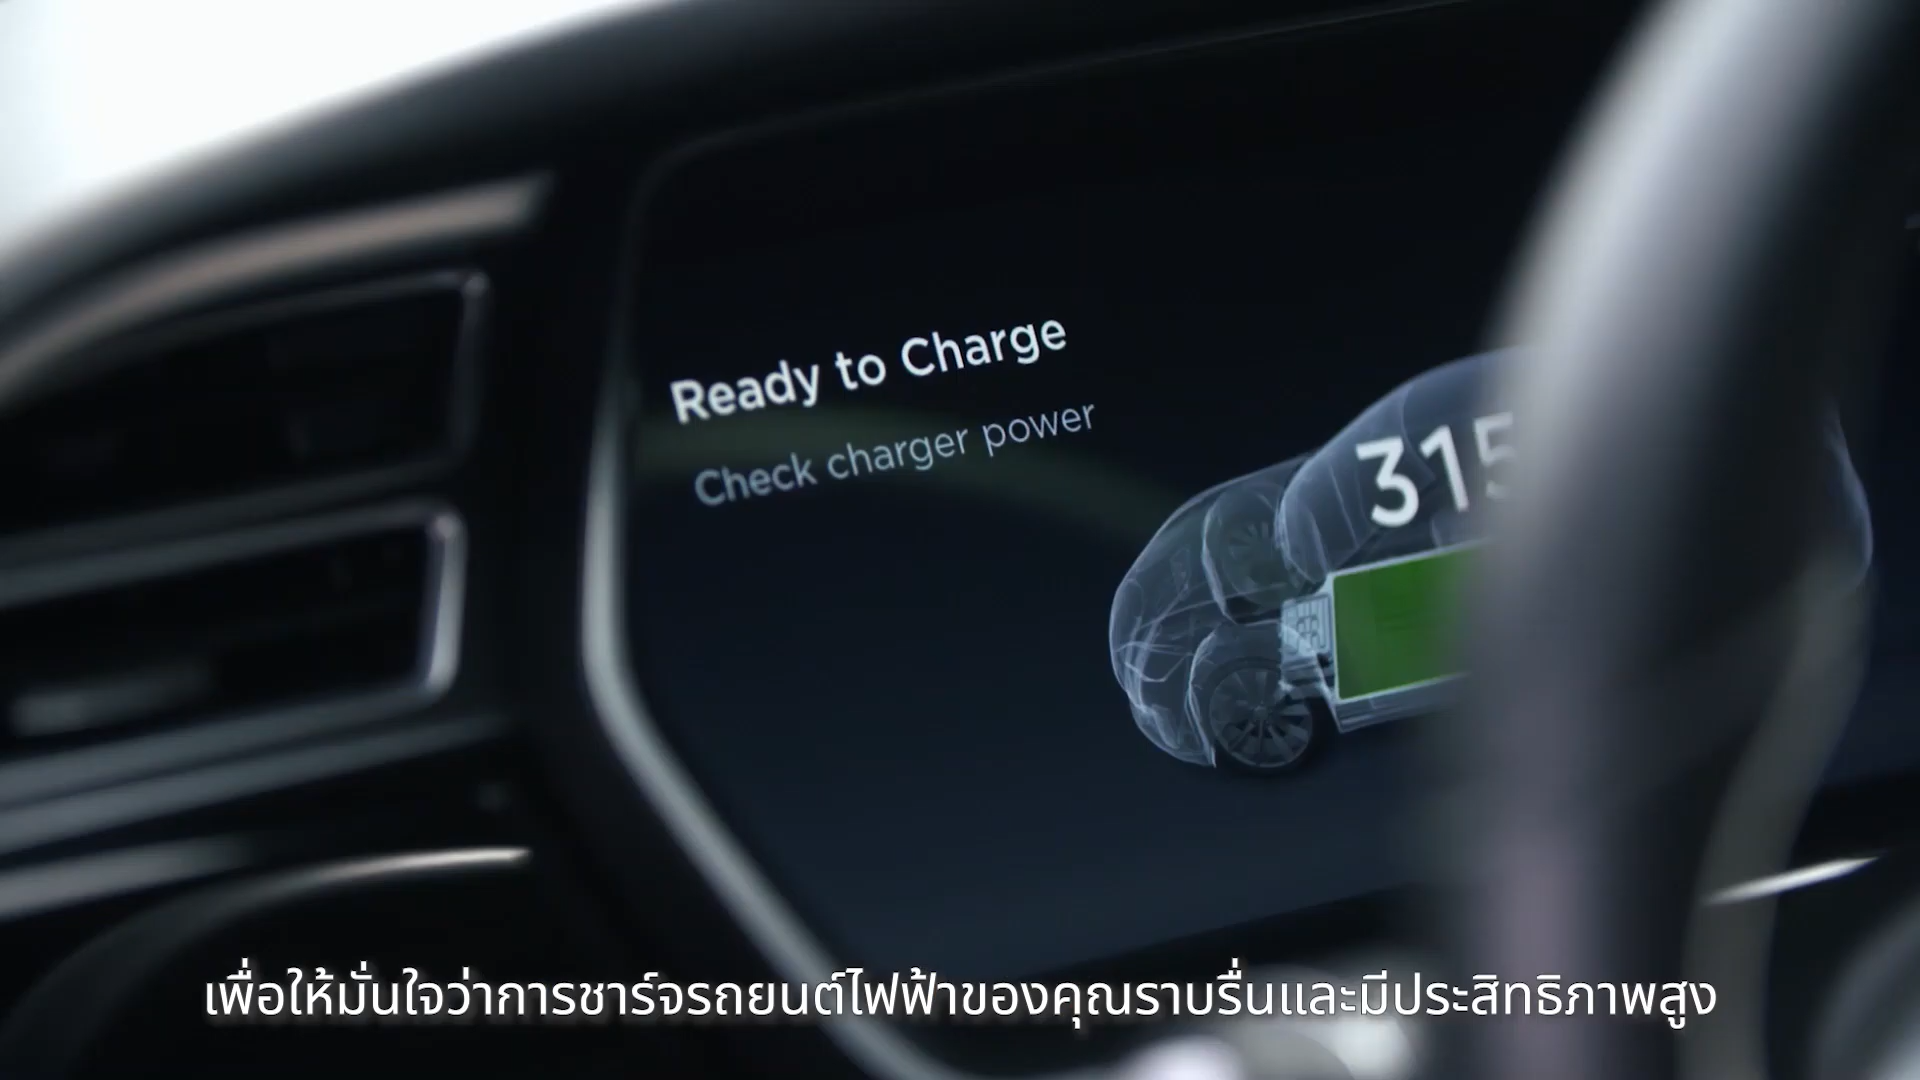 Ready to Charge
Check charger power
315
เพื่อให้มั่นใจว่าการชาร์จรถยนต์ไฟฟ้าของคุณราบรื่นและมีประสิทธิภาพสูง